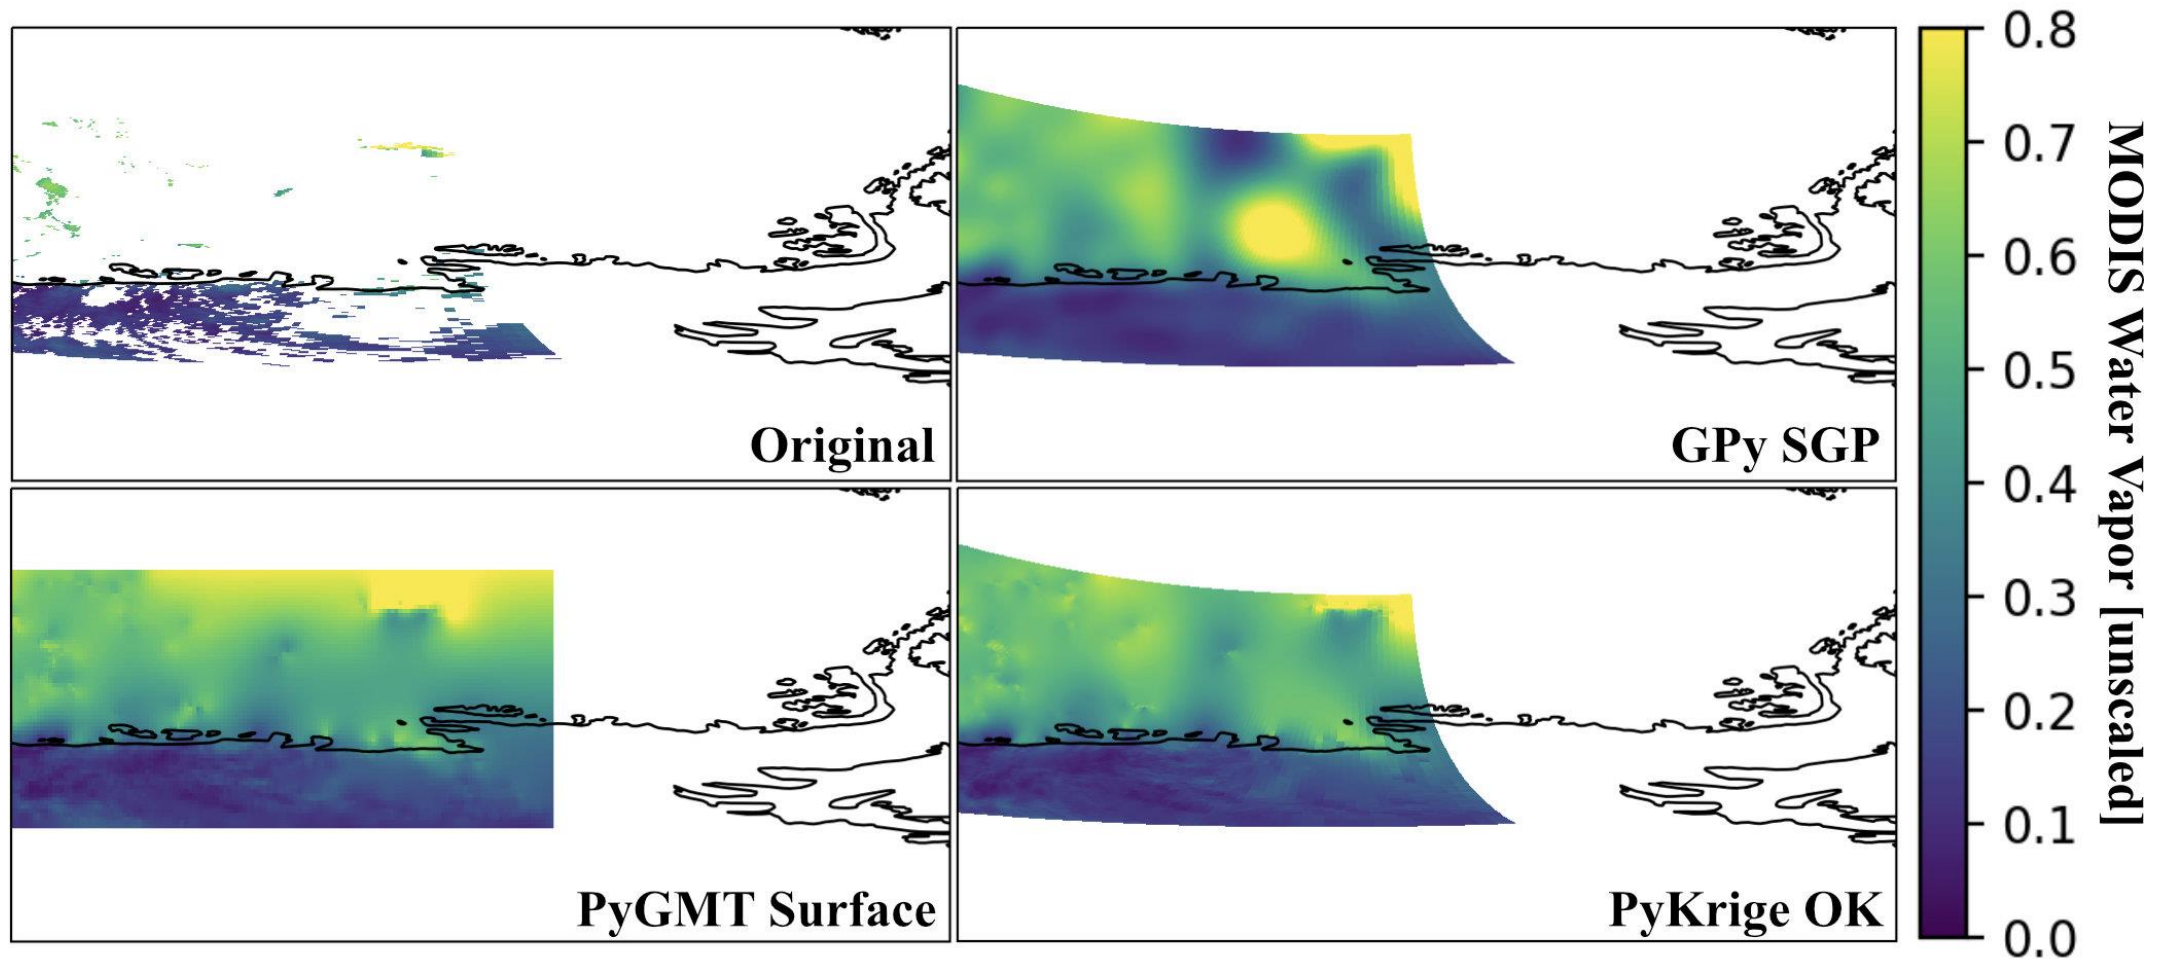 Original
GPy SGP
PyGMT Surface
PyKrige OK
0.8
0.7
0.6
0.5
0.4
0.3
0.2
0.1
0.0
MODIS Water Vapor [unscaled]